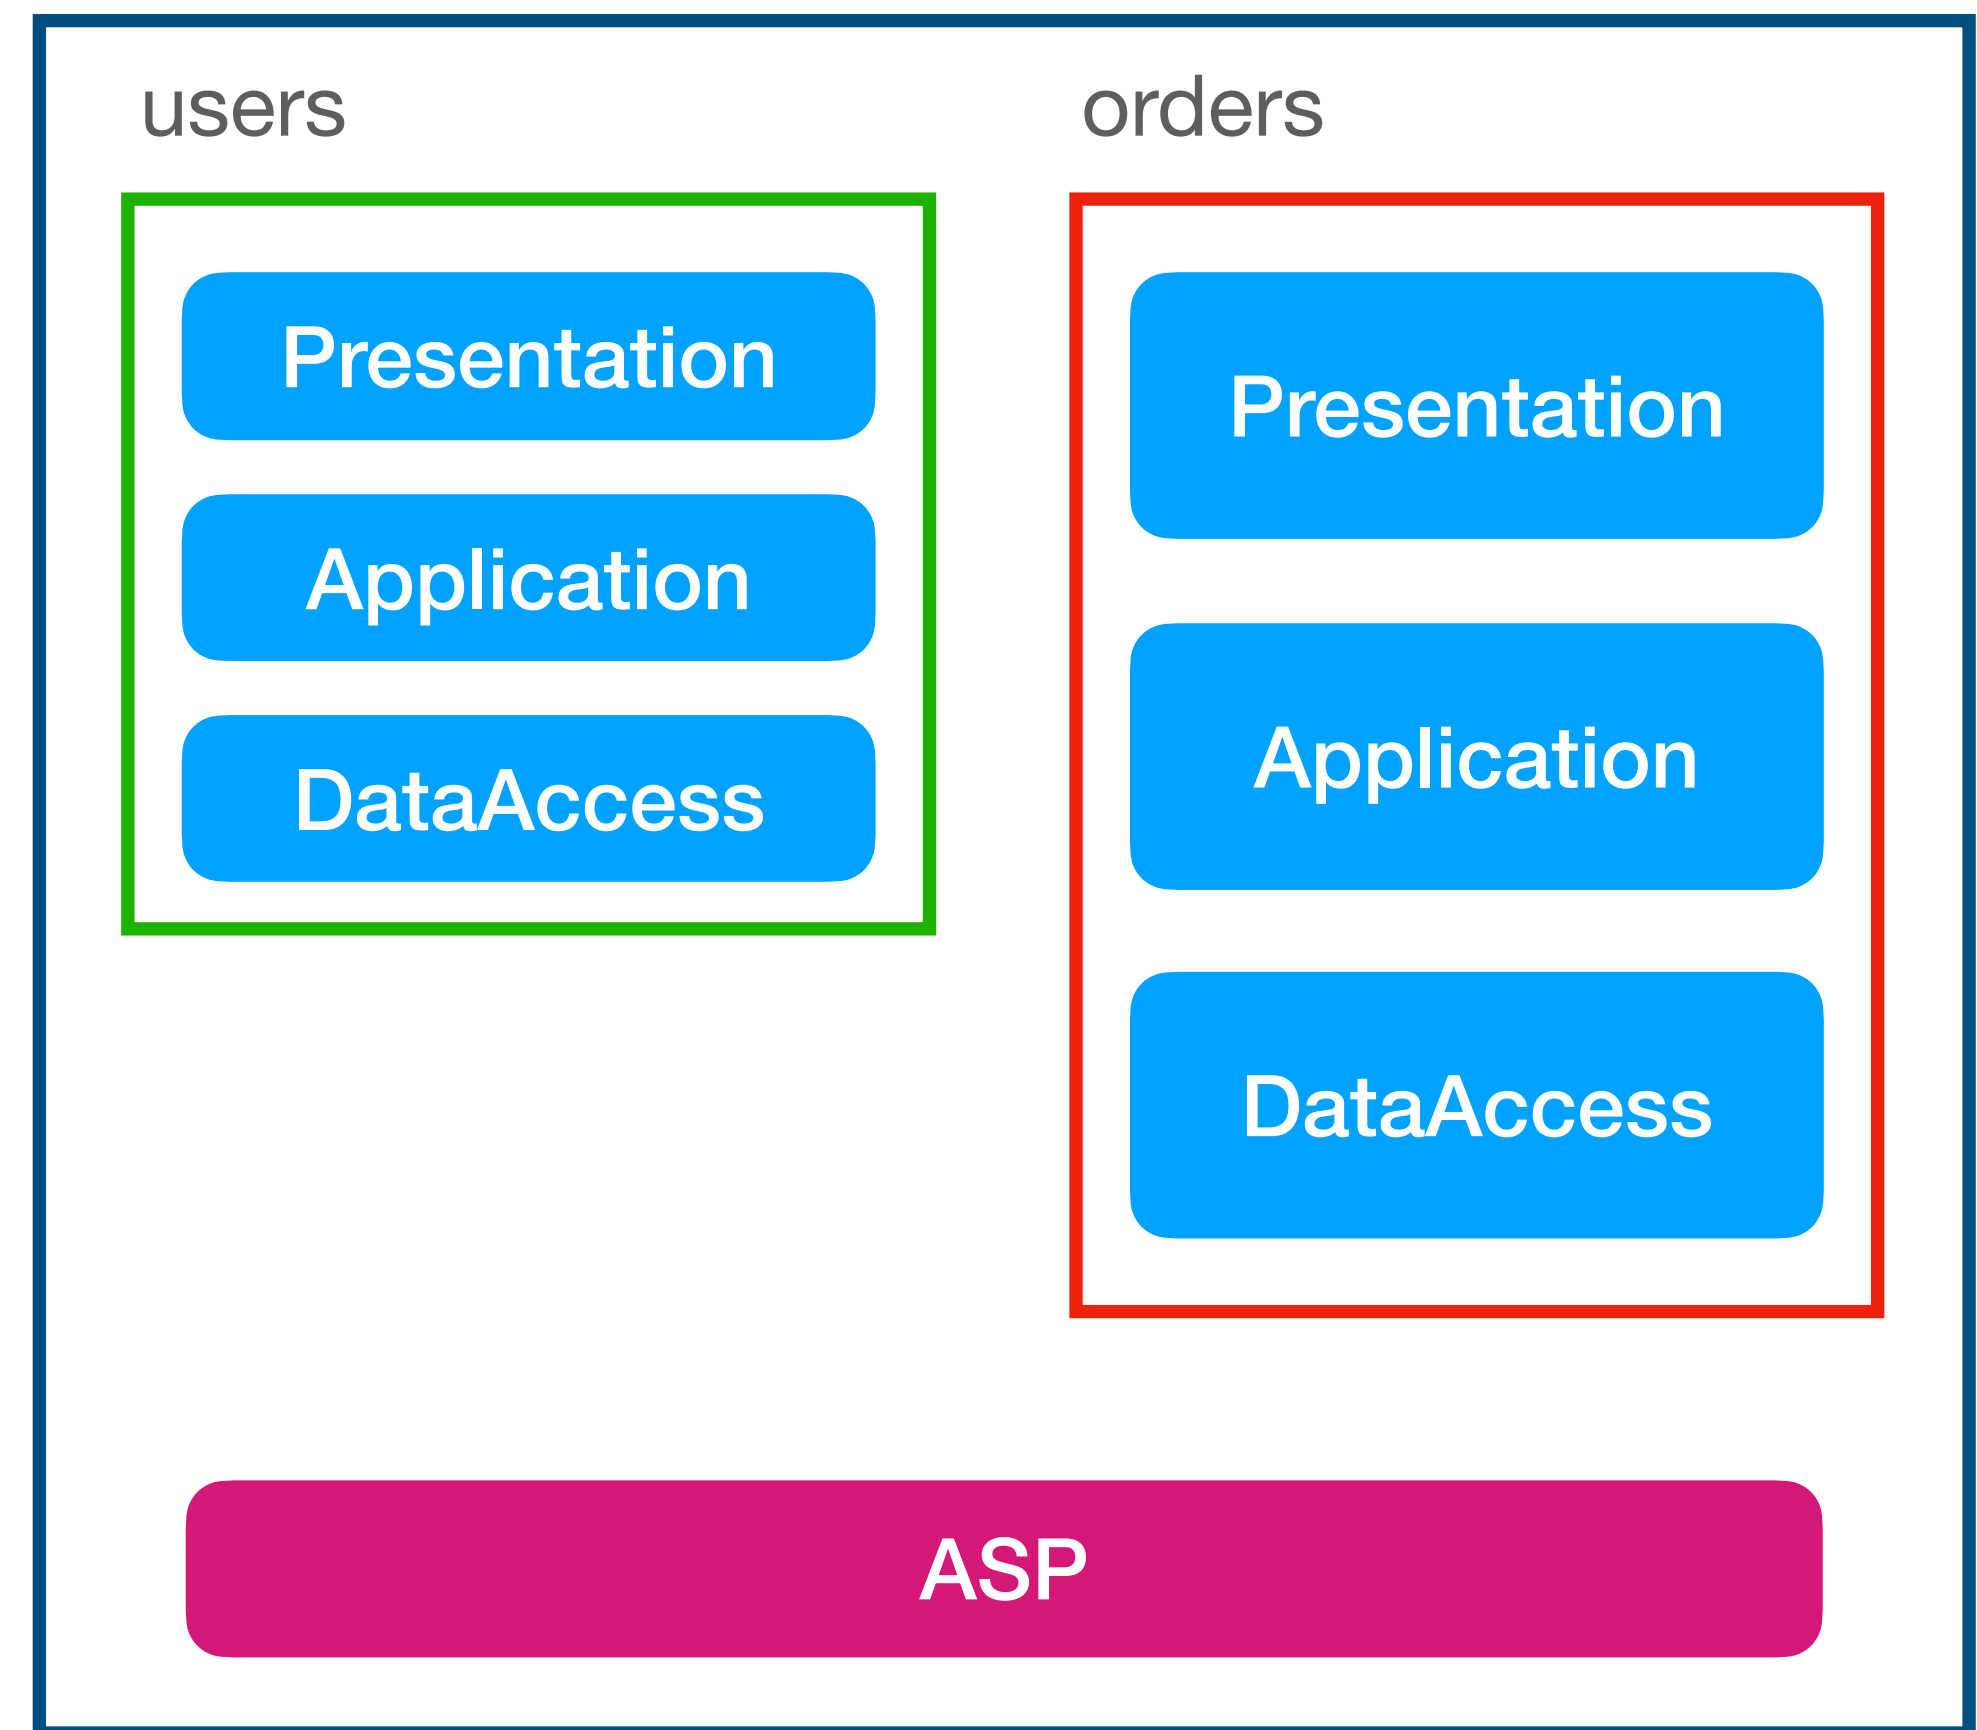 users
Presentation
Application
DataAccess
orders
Presentation
Application
DataAccess
ASP